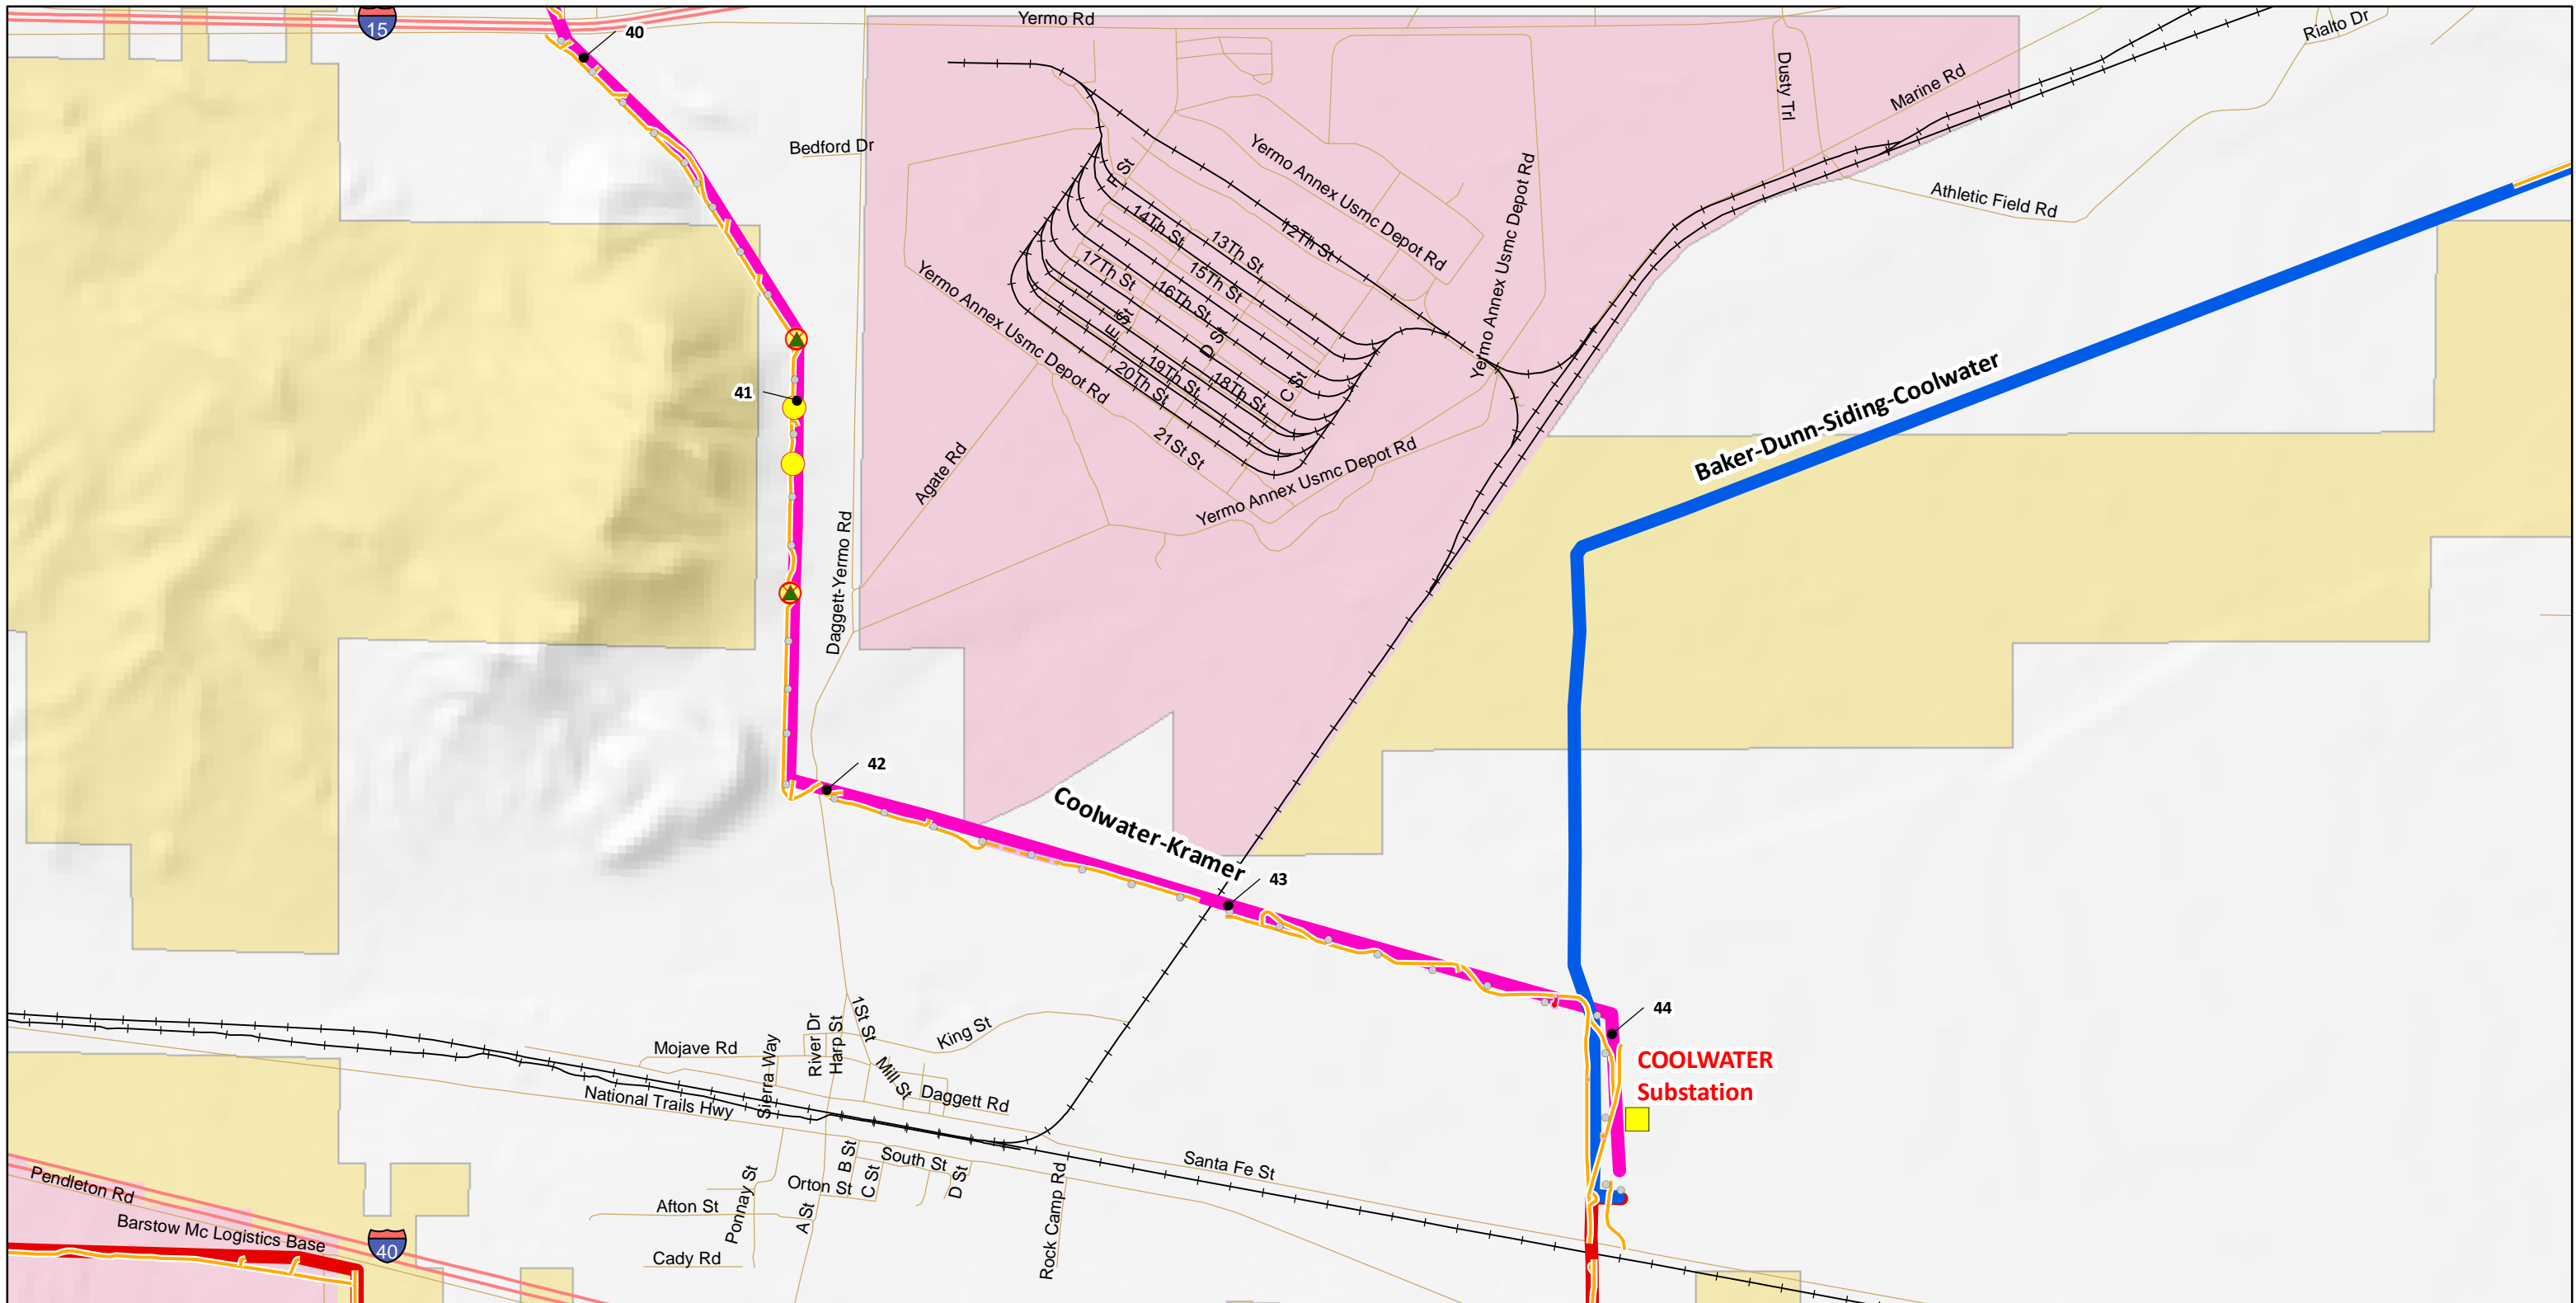 Yermo Rd
15
40
Rialto Dr
Dusty Trl
Marine Rd
Bedford Dr
F St
Yermo Annex Usmc Depot Rd
Yermo Annex Usmc Depot Rd
Athletic Field Rd
14Th St
13Th St
12Th St
17Th St
15Th St
16Th St
Yermo Annex Usmc Depot Rd
E St
St
D St
19Th St
18Th St
20Th St
C St
41
Baker-Dunn-Siding-Coolwater
21St St
Agate Rd
Yermo Annex Usmc Depot Rd
Daggett-Yermo Rd
42
Coolwater-Kramer
43
44
1St St
King St
River Dr
Harp St
Mojave Rd
Sierra Way
Mill St
COOLWATER
Substation
National Trails Hwy
Daggett Rd
B St
South St
Santa Fe St
Pendleton Rd
Ponnay St
Orton St
C St
D St
Afton St
A St
Rock Camp Rd
Barstow Mc Logistics Base
40
Cady Rd